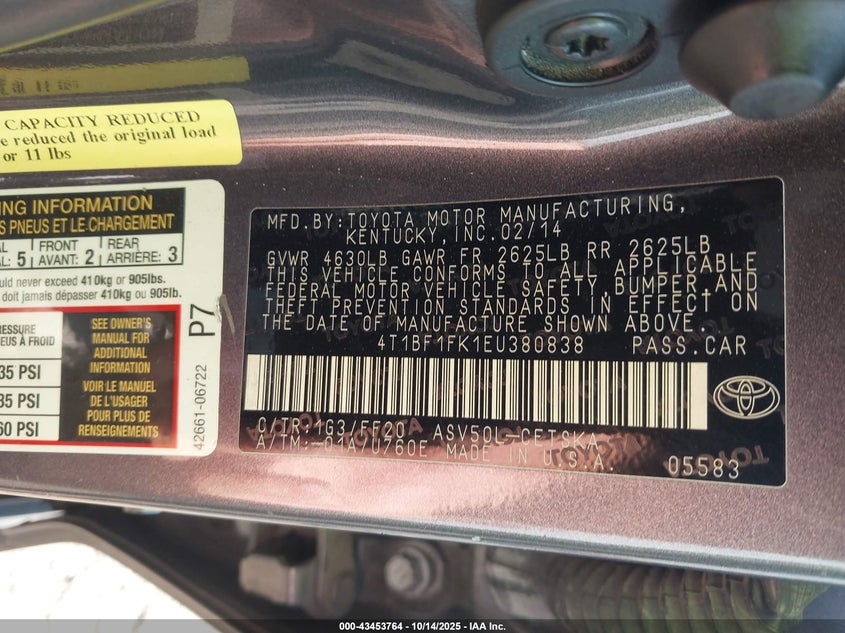 CAPACITY REDUCED
e reduced the original load
or 11 lbs
ING INFORMATION
S PNEUS ET LE CHARGEMENT
AL FRONT REAR
AL: 5 AVANT: 2 ARRIÈRE: 3
ould never exceed 410kg or 905lbs.
doit jamais dépasser 410kg ou 905lb.
RESSURE
EUS À FROID
35 PSI
35 PSI
60 PSI
SEE OWNER'S
MANUAL FOR
ADDITIONAL
INFORMATION
VOIR LE MANUEL
DE L'USAGER
POUR PLUS DE
RENSEIGNEMENTS
P7
42661-06722
MFD.BY:TOYOTA MOTOR MANUFACTURING,
KENTUCKY,INC.02/14
GVWR 4630LB GAWR FR 2625LB RR 2625LB
THIS VEHICLE CONFORMS TO ALL APPLICABLE
FEDERAL MOTOR VEHICLE SAFETY,BUMPER,AND
THEFT PREVENTION STANDARDS IN EFFECT ON
THE DATE OF MANUFACTURE SHOWN ABOVE.
4T1BF1FK1EU380838 PASS.CAR
C/TR:1G3/FF20 ASV50L-CETSKA
A/TM:-01A/U760E MADE IN U.S.A.
05583
TOYOTA
000-43453764 - 10/14/2025 - IAA Inc.